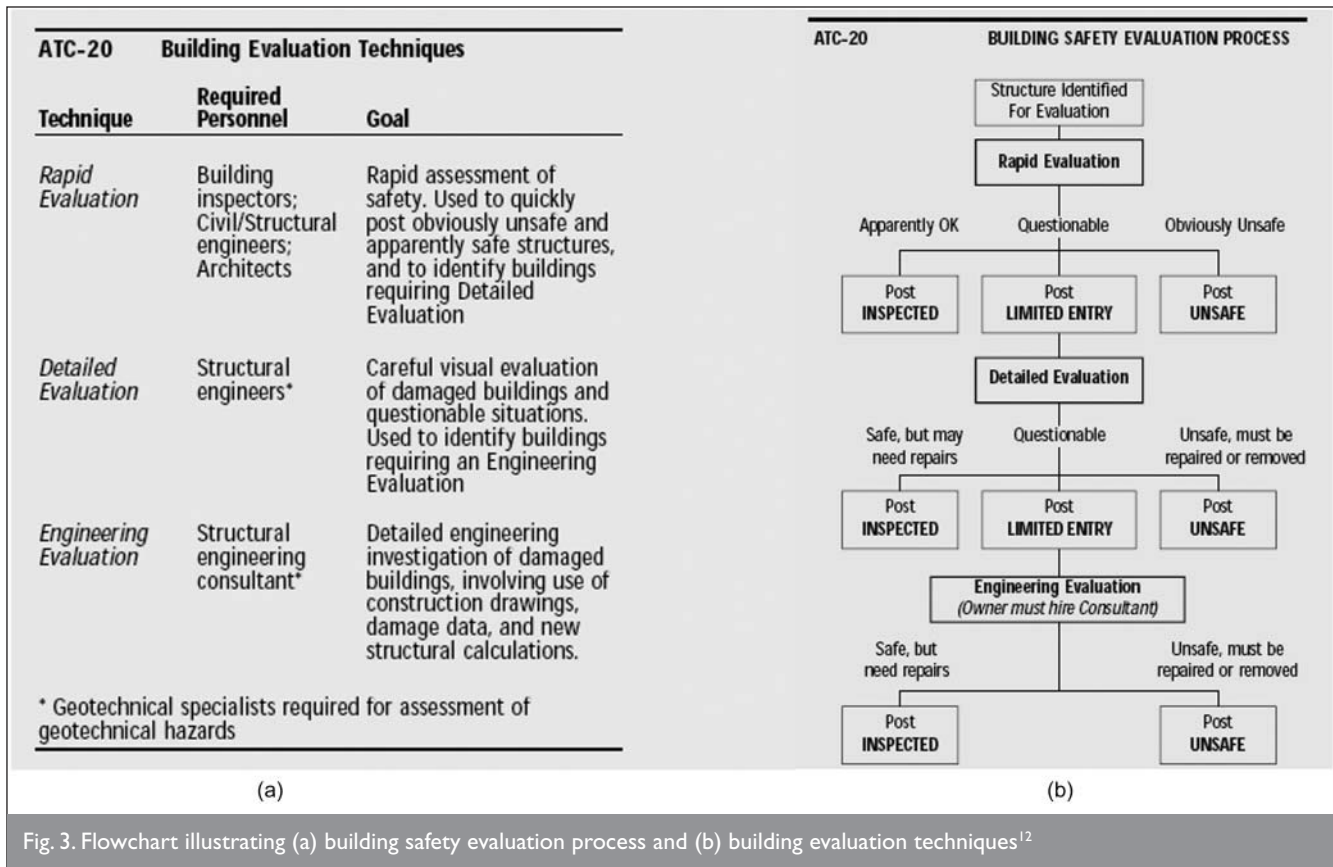 ATC-20 Building Evaluation Techniques
Technique Required Personnel Goal
Rapid Evaluation
Building
inspectors;
Civil/Structural
engineers;
Architects
Rapid assessment of
safety. Used to quickly
post obviously unsafe and
apparently safe structures,
and to identify buildings
requiring Detailed
Evaluation
Detailed
Evaluation
Structural
engineers*
Careful visual evaluation
of damaged buildings and
questionable situations.
Used to identify buildings
requiring an Engineering
Evaluation
Engineering
Evaluation
Structural
engineering
consultant*
Detailed engineering
investigation of damaged
buildings, involving use of
construction drawings,
damage data, and new
structural calculations.
* Geotechnical specialists required for assessment of
geotechnical hazards
(a)
ATC-20 BUILDING SAFETY EVALUATION PROCESS
Structure Identified
For Evaluation
Rapid Evaluation
Apparently OK Questionable Obviously Unsafe
Post
INSPECTED
Post
LIMITED ENTRY
Post
UNSAFE
Detailed Evaluation
Safe, but may
need repairs
Questionable
Unsafe, must be
repaired or removed
Post
INSPECTED
Post
LIMITED ENTRY
Post
UNSAFE
Engineering Evaluation
(Owner must hire Consultant)
Safe, but
need repairs
Unsafe, must be
repaired or removed
Post
INSPECTED
Post
UNSAFE
(b)
Fig. 3. Flowchart illustrating (a) building safety evaluation process and (b) building evaluation techniques12